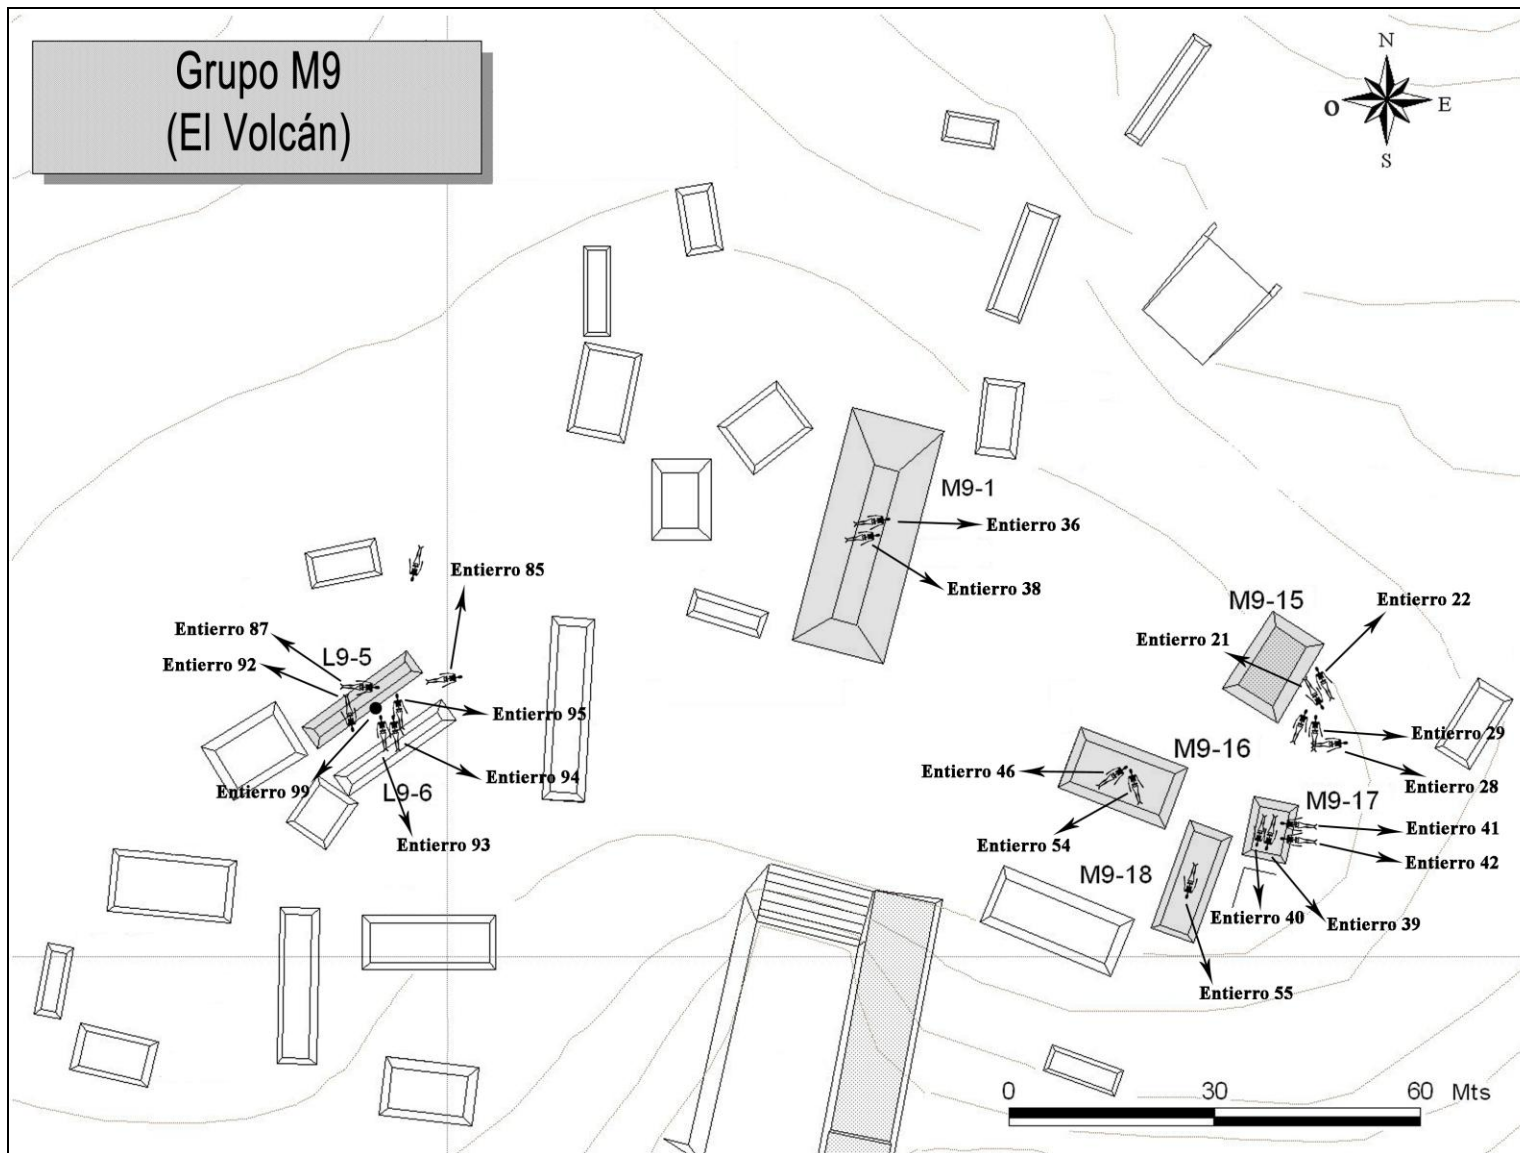 Grupo M9
(El Volcán)
N
O
E
S
M9-1
Entierro 36
Entierro 38
Entierro 85
Entierro 87
L9-5
Entierro 92
Entierro 95
Entierro 94
Entierro 99
L9-6
Entierro 93
M9-15
Entierro 22
Entierro 21
Entierro 29
M9-16
Entierro 46
Entierro 28
M9-17
Entierro 41
Entierro 54
Entierro 42
M9-18
Entierro 40
Entierro 39
Entierro 55
0
30
60
Mts